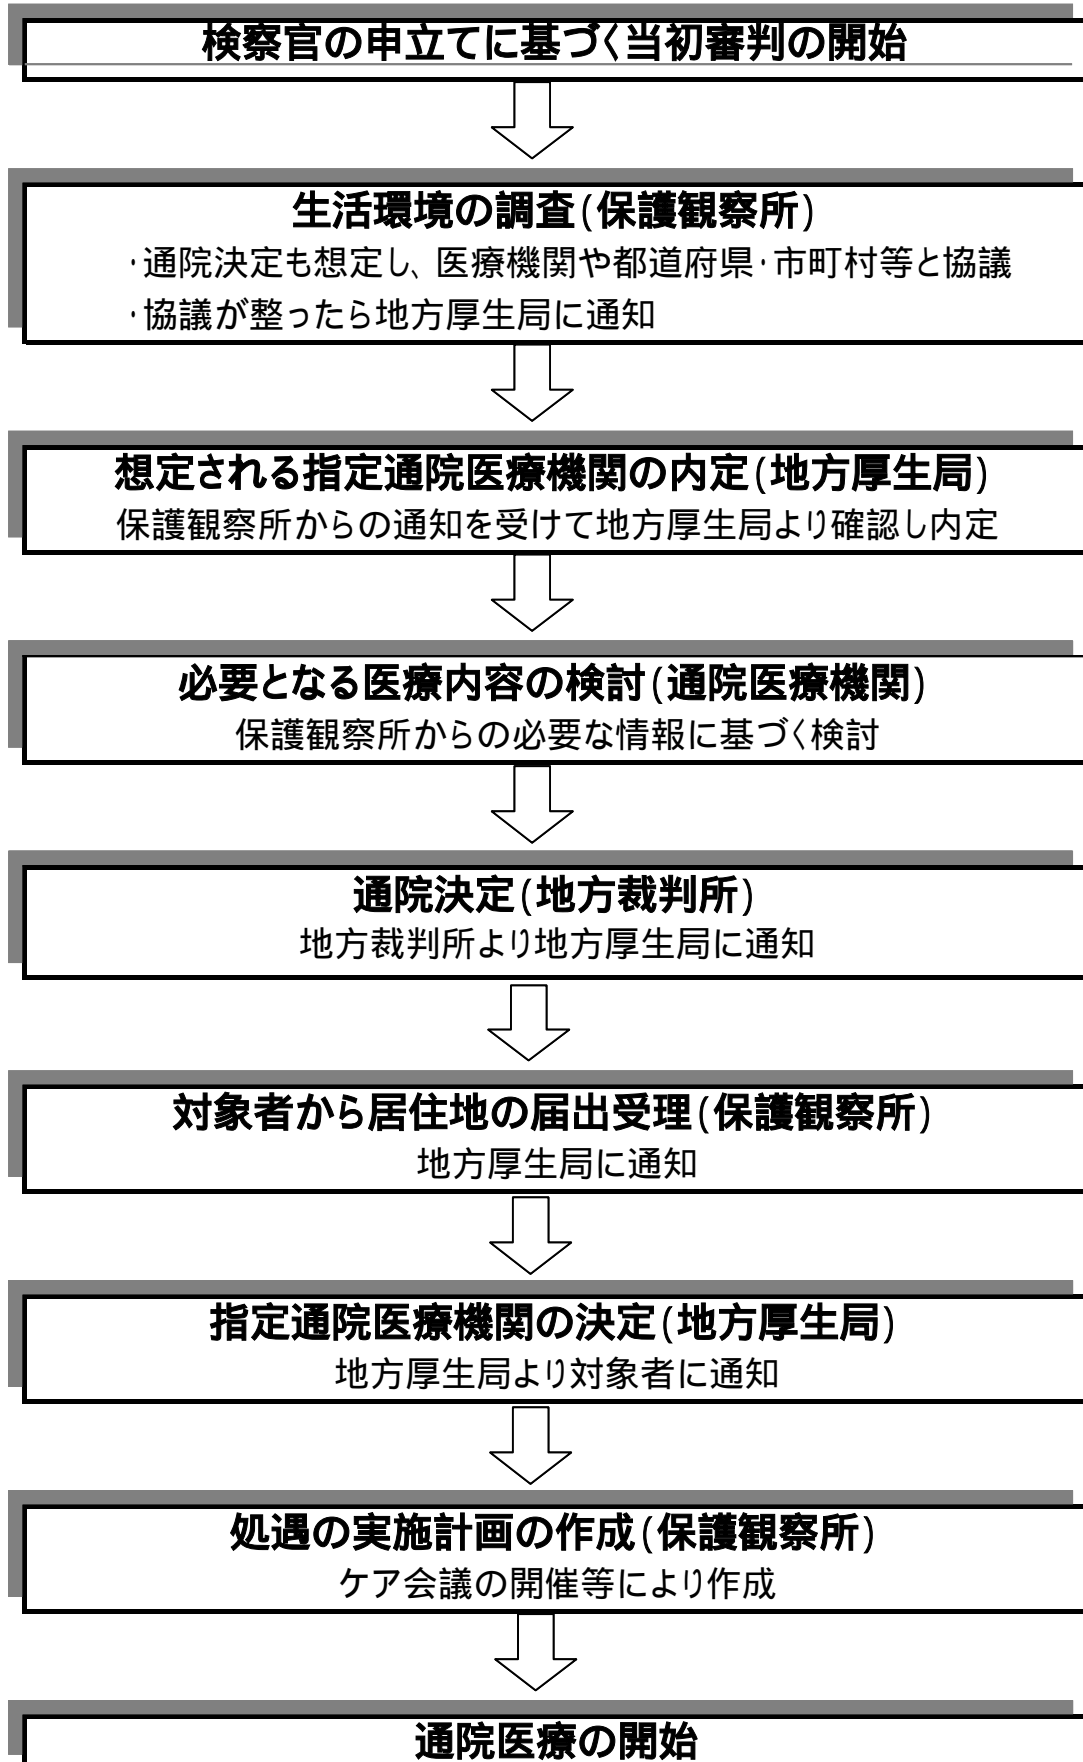 検察官の申立てに基づく当初審判の開始
生活環境の調査(保護観察所)
・通院決定も想定し、医療機関や都道府県・市町村等と協議
・協議が整ったら地方厚生局に通知
想定される指定通院医療機関の内定(地方厚生局)
保護観察所からの通知を受けて地方厚生局より確認し内定
必要となる医療内容の検討(通院医療機関)
保護観察所からの必要な情報に基づく検討
通院決定(地方裁判所)
地方裁判所より地方厚生局に通知
対象者から居住地の届出受理(保護観察所)
地方厚生局に通知
指定通院医療機関の決定(地方厚生局)
地方厚生局より対象者に通知
処遇の実施計画の作成(保護観察所)
ケア会議の開催等により作成
通院医療の開始